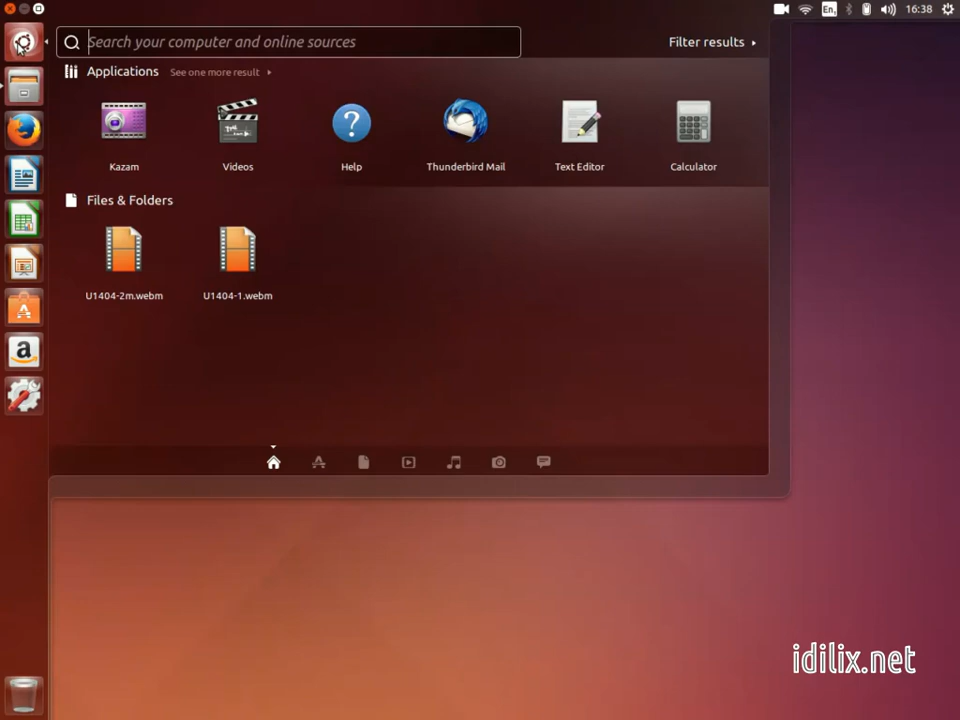 En
16:38
Search your computer and online sources
Filter results
Applications
See one more result
Kazam
Videos
Help
Thunderbird Mail
Text Editor
Calculator
Files & Folders
U1404-2m.webm
U1404-1.webm
a
idilix.net